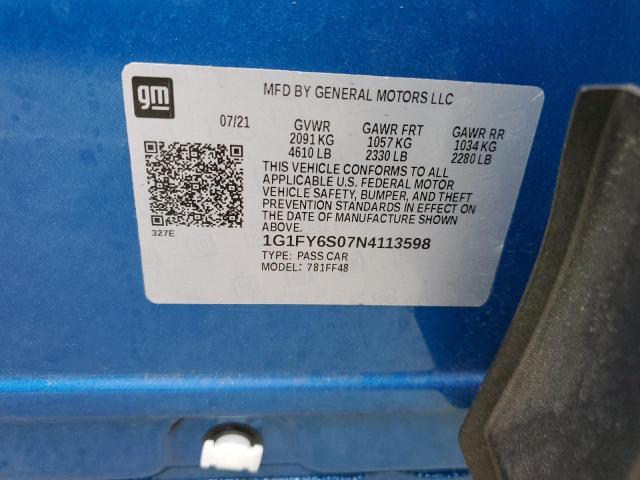 gm
MFD BY GENERAL MOTORS LLC
07/21 GVWR GAWR FRT GAWR RR
2091 KG 1057 KG 1034 KG
4610 LB 2330 LB 2280 LB
THIS VEHICLE CONFORMS TO ALL
APPLICABLE U.S. FEDERAL MOTOR
VEHICLE SAFETY, BUMPER, AND THEFT
PREVENTION STANDARDS IN EFFECT ON
THE DATE OF MANUFACTURE SHOWN
ABOVE.
327E
1G1FY6S07N4113598
TYPE: PASS CAR
MODEL: 781FF48